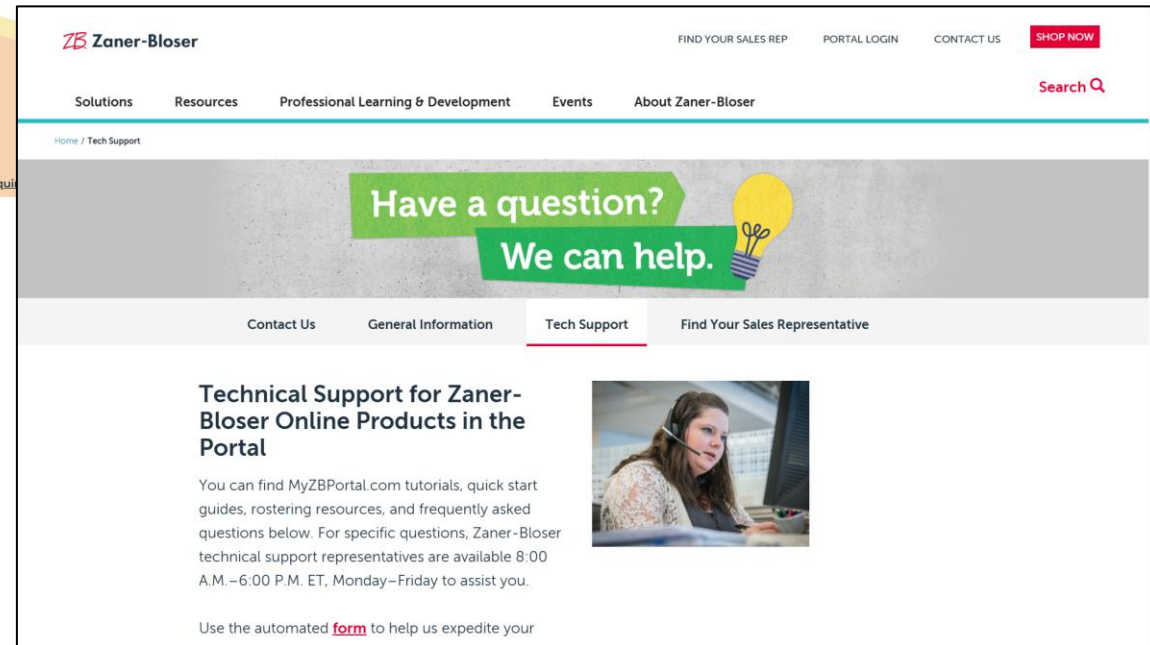 ZB Zaner-Bloser
FIND YOUR SALES REP PORTAL LOGIN CONTACT US SHOP NOW
Search
Solutions Resources Professional Learning & Development Events About Zaner-Bloser
Home / Tech Support
Have a question?
We can help.
Contact Us General Information Tech Support Find Your Sales Representative
Technical Support for Zaner-
Bloser Online Products in the
Portal
You can find MyZBPortal.com tutorials, quick start
guides, rostering resources, and frequently asked
questions below. For specific questions, Zaner-Bloser
technical support representatives are available 8:00
A.M.–6:00 P.M. ET, Monday–Friday to assist you.
Use the automated form to help us expedite your